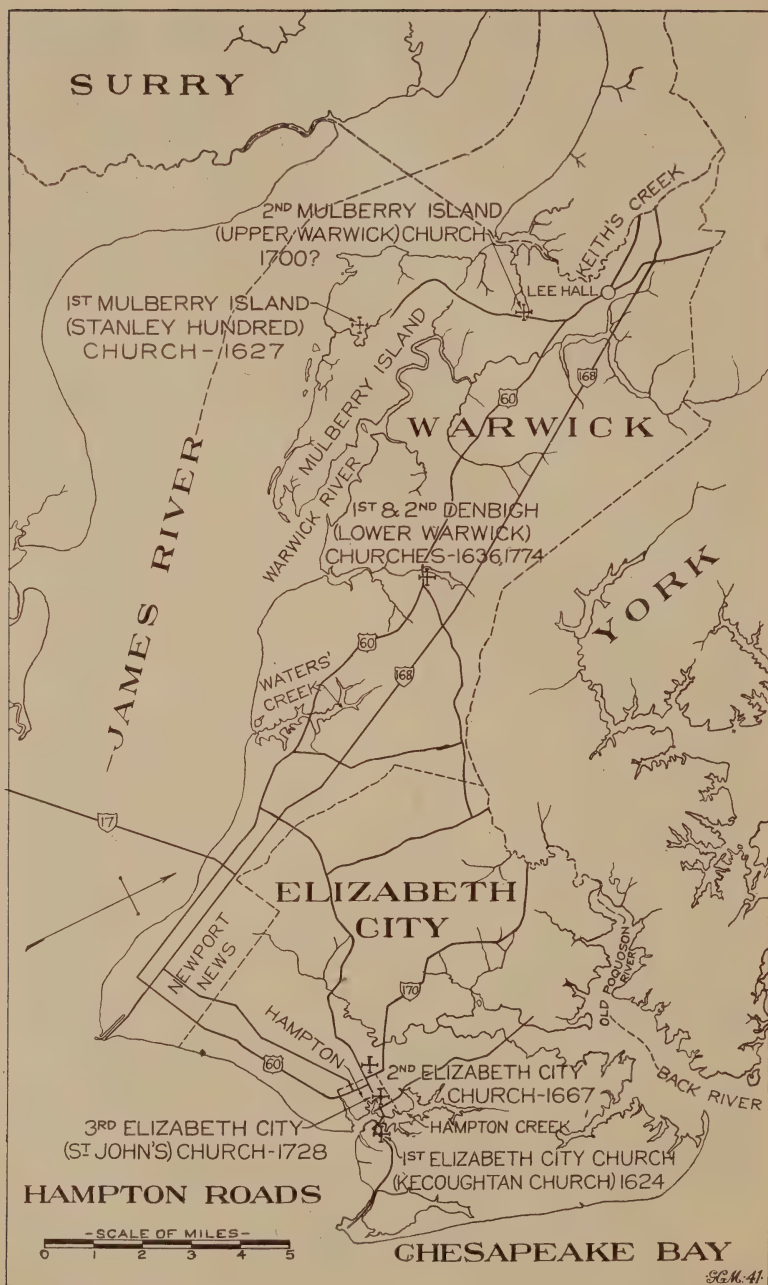 SURRY
2ND MULBERRY ISLAND
(UPPER WARWICK) CHURCH
1700?
KEITH'S CREEK
LEE HALL
1ST MULBERRY ISLAND
(STANLEY HUNDRED)
CHURCH-1627
MULBERRY ISLAND
168
60
WARWICK
WARWICK RIVER
1ST & 2ND DENBIGH
(LOWER WARWICK)
CHURCHES-1636,1774
JAMES RIVER
YORK
60
168
WATERS'
CREEK
17
ELIZABETH
CITY
NEWPORT
NEWS
OLD POQUOSON
RIVER
170
HAMPTON
60
BACK RIVER
2ND ELIZABETH CITY
CHURCH-1667
3RD ELIZABETH CITY
(ST JOHN'S) CHURCH-1728
HAMPTON CREEK
1ST ELIZABETH CITY CHURCH
(KECOUGHTAN CHURCH) 1624
HAMPTON ROADS
-SCALE OF MILES-
0 1 2 3 4 5
CHESAPEAKE BAY